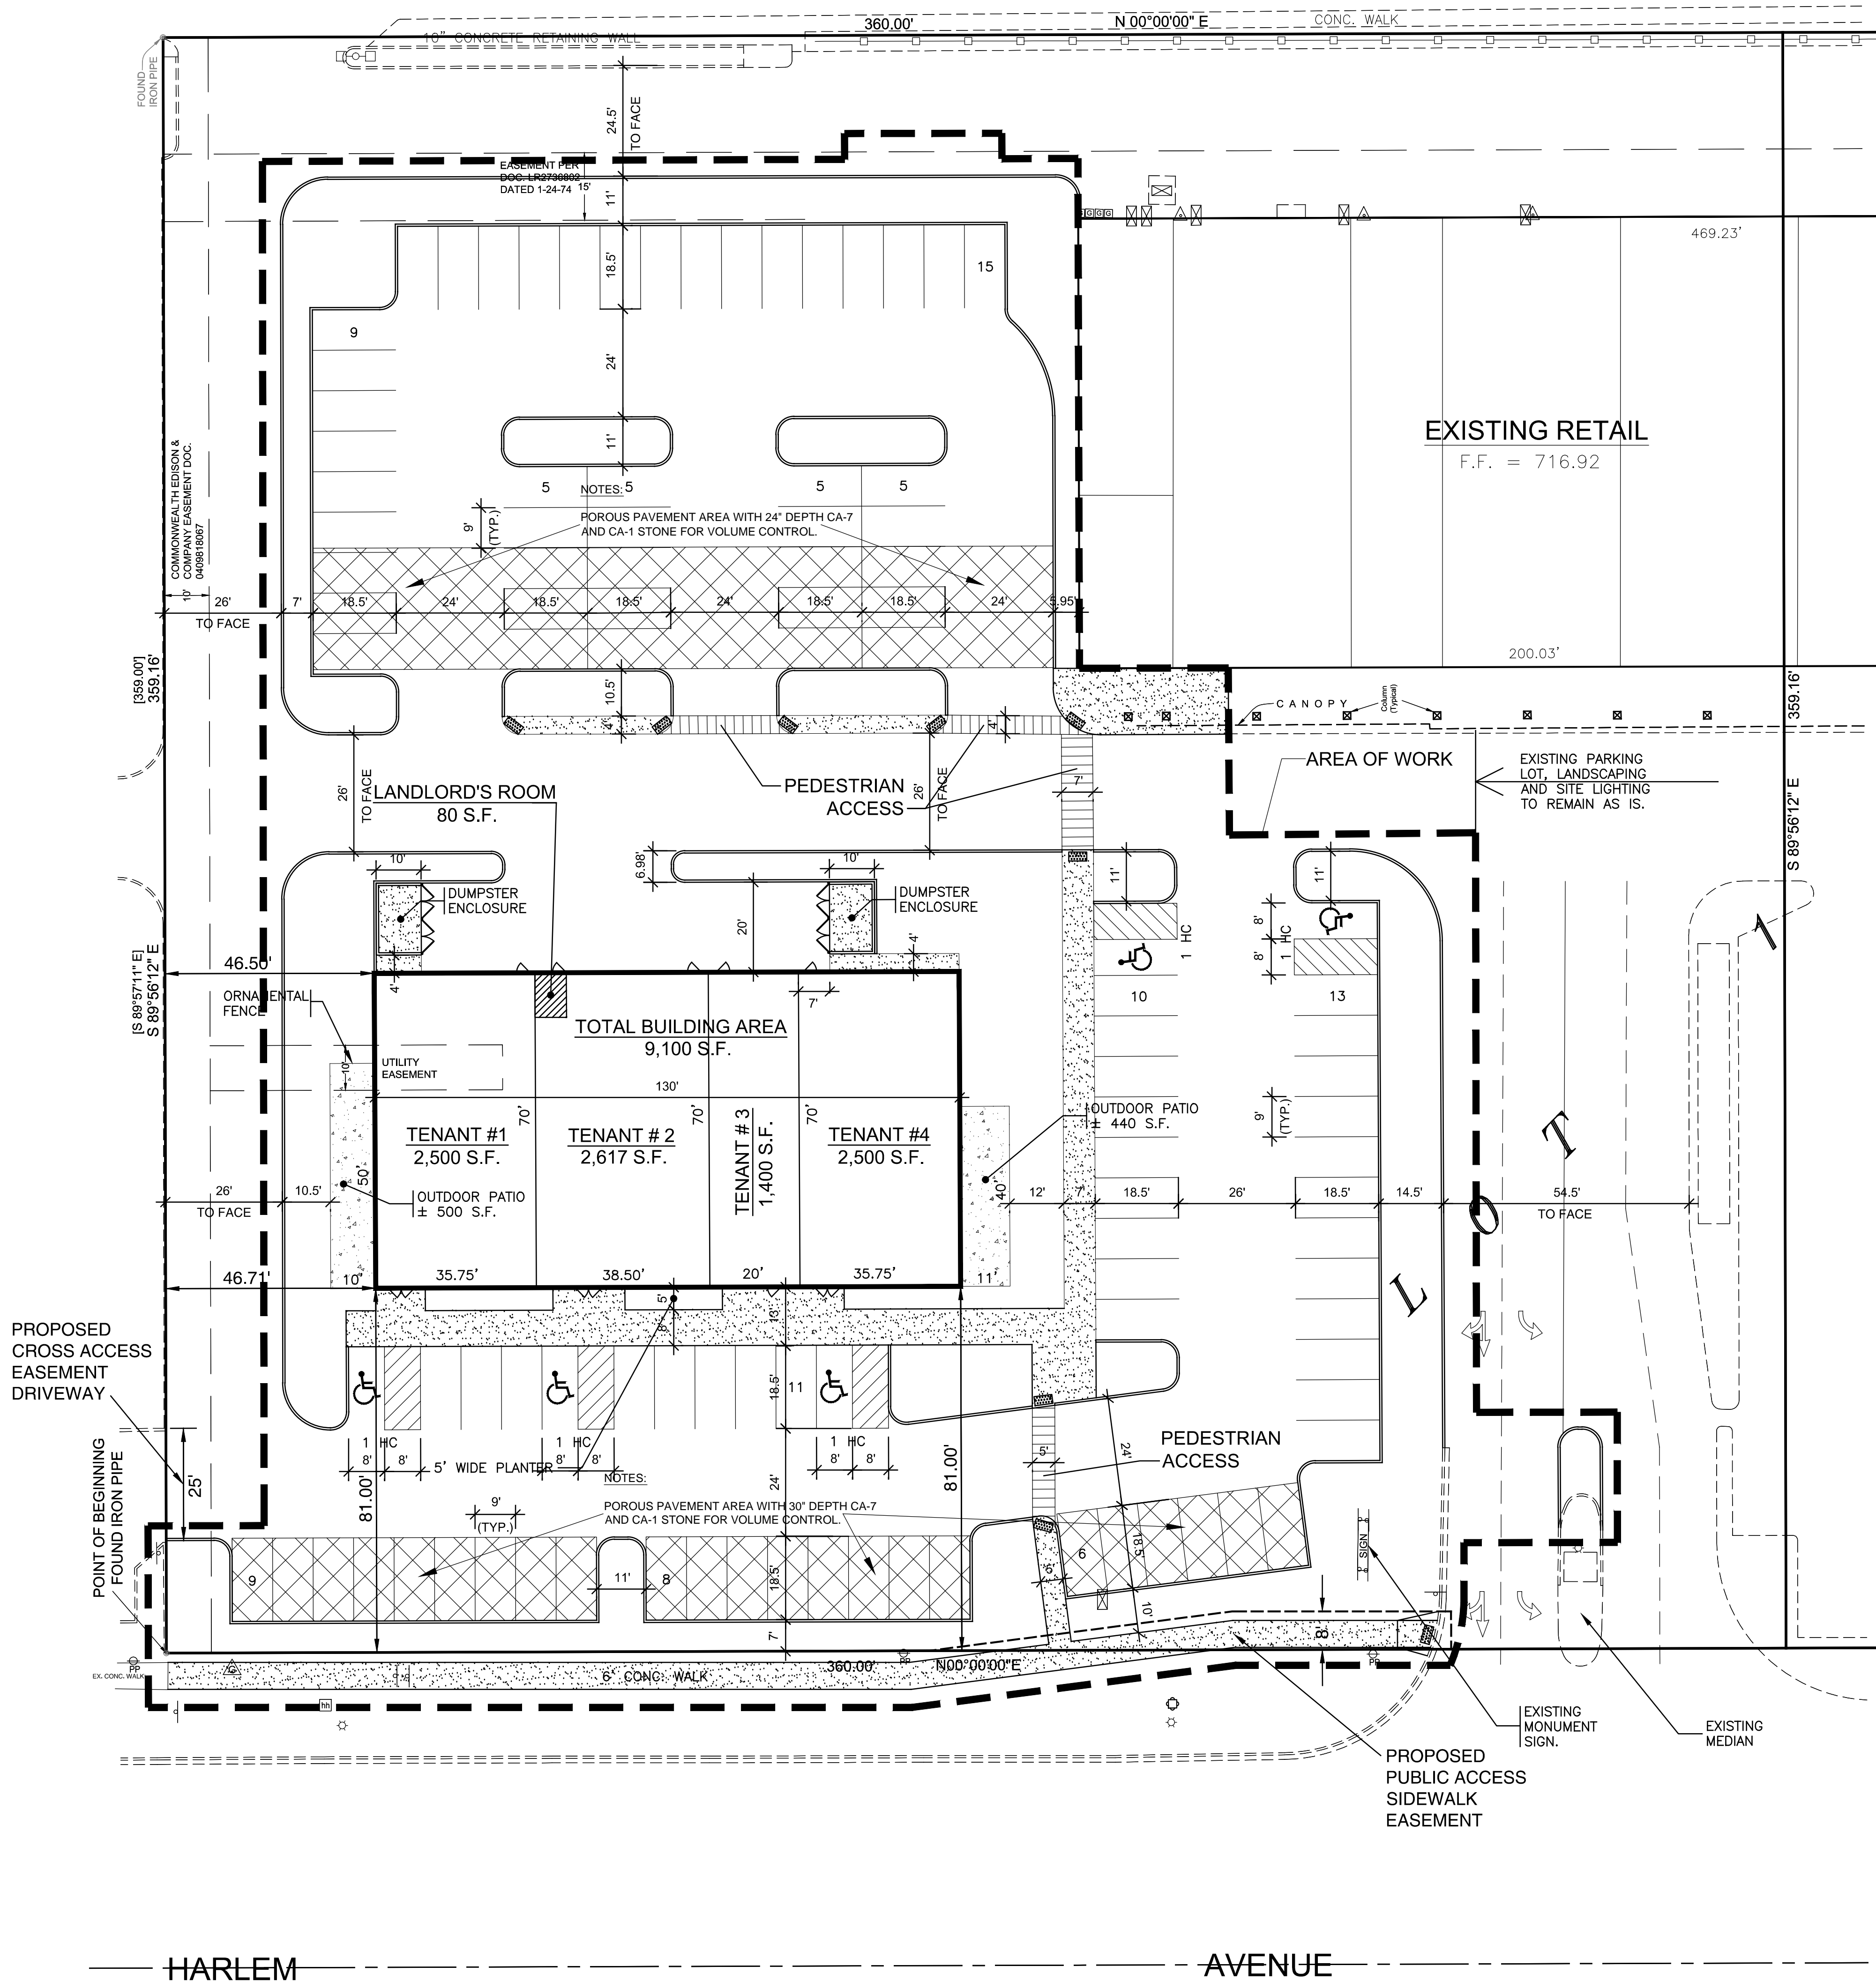 360.00'
N 00°00'00" E
CONC. WALK
10" CONCRETE RETAINING WALL
FOUND
IRON PIPE
24.5'
TO FACE
EASEMENT PER
DOC. LR2736802
DATED 1-24-74
15'
11'
G G G
469.23'
18.5'
15
9
24'
EXISTING RETAIL
F.F. = 716.92
COMMONWEALTH EDISON &
COMPANY EASEMENT DOC.
0409818067
10'
11'
5
5
5
5
NOTES:
POROUS PAVEMENT AREA WITH 24" DEPTH CA-7
AND CA-1 STONE FOR VOLUME CONTROL.
9'
(TYP.)
26'
TO FACE
7'
18.5'
24'
18.5'
18.5'
24'
18.5'
18.5'
24'
5.95'
200.03'
[359.00']
359.16'
359.16'
10.5'
4'
4'
CANOPY
Column
(Typical)
7'
26'
TO FACE
LANDLORD'S ROOM
80 S.F.
PEDESTRIAN
ACCESS
26'
TO FACE
AREA OF WORK
EXISTING PARKING
LOT, LANDSCAPING
AND SITE LIGHTING
TO REMAIN AS IS.
S 89°56'12" E
10'
6.98'
10'
11'
11'
DUMPSTER
ENCLOSURE
DUMPSTER
ENCLOSURE
20'
4'
4'
1 HC
8'
8'
1 HC
10
13
46.50'
[S 89°57'11" E]
S 89°56'12" E
ORNAMENTAL
FENCE
7'
TOTAL BUILDING AREA
9,100 S.F.
UTILITY
EASEMENT
10'
130'
70'
70'
70'
TENANT #1
2,500 S.F.
TENANT # 2
2,617 S.F.
TENANT # 3
1,400 S.F.
TENANT #4
2,500 S.F.
OUTDOOR PATIO
± 440 S.F.
9'
(TYP.)
L O T
A
50'
OUTDOOR PATIO
± 500 S.F.
40'
26'
TO FACE
10.5'
12'
7'
18.5'
26'
18.5'
14.5'
54.5'
TO FACE
46.71'
10'
35.75'
38.50'
20'
35.75'
11'
5'
8'
13'
PROPOSED
CROSS ACCESS
EASEMENT
DRIVEWAY
18.5'
11
1 HC
8'
8'
1 HC
8'
8'
1 HC
8'
8'
5' WIDE PLANTER
5'
24'
PEDESTRIAN
ACCESS
POINT OF BEGINNING
FOUND IRON PIPE
25'
81.00'
81.00'
24'
9'
(TYP.)
NOTES:
POROUS PAVEMENT AREA WITH 30" DEPTH CA-7
AND CA-1 STONE FOR VOLUME CONTROL.
9
11'
8
18.5'
6
18.5'
6'
10'
7'
SIGN
8'
PP
PP
PP
EX. CONC. WALK
6' CONC. WALK
360.00'
N00°00'00"E
hh
EXISTING
MONUMENT
SIGN.
EXISTING
MEDIAN
PROPOSED
PUBLIC ACCESS
SIDEWALK
EASEMENT
HARLEM
AVENUE